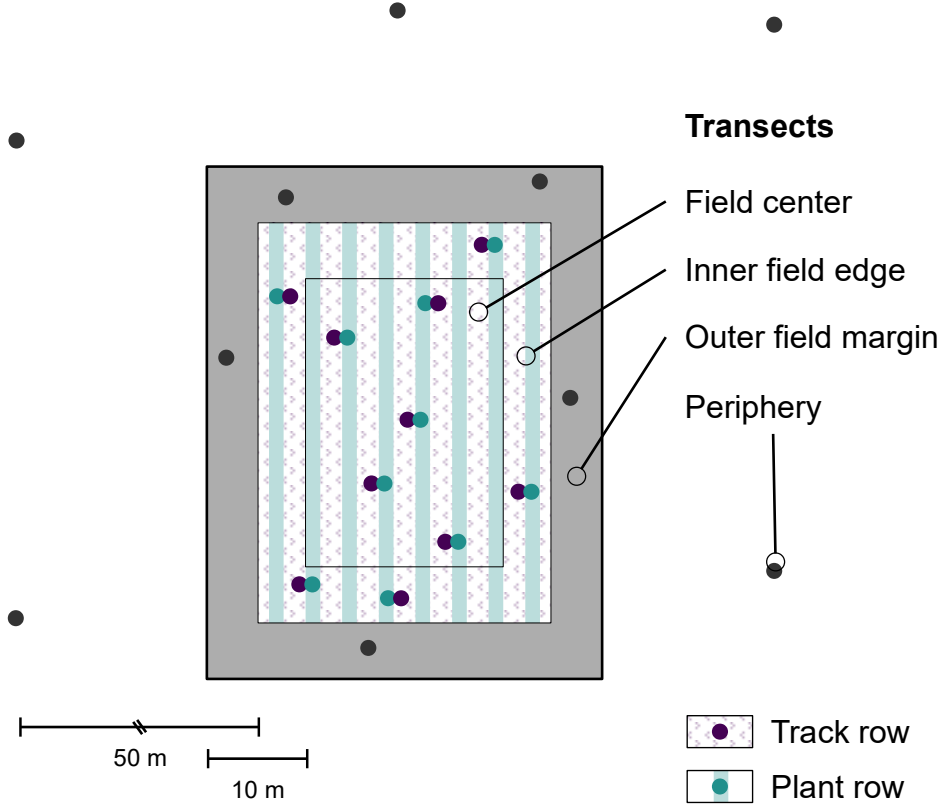 Transects
Field center
Inner field edge
Outer field margin
Periphery
50 m
10 m
Track row
Plant row